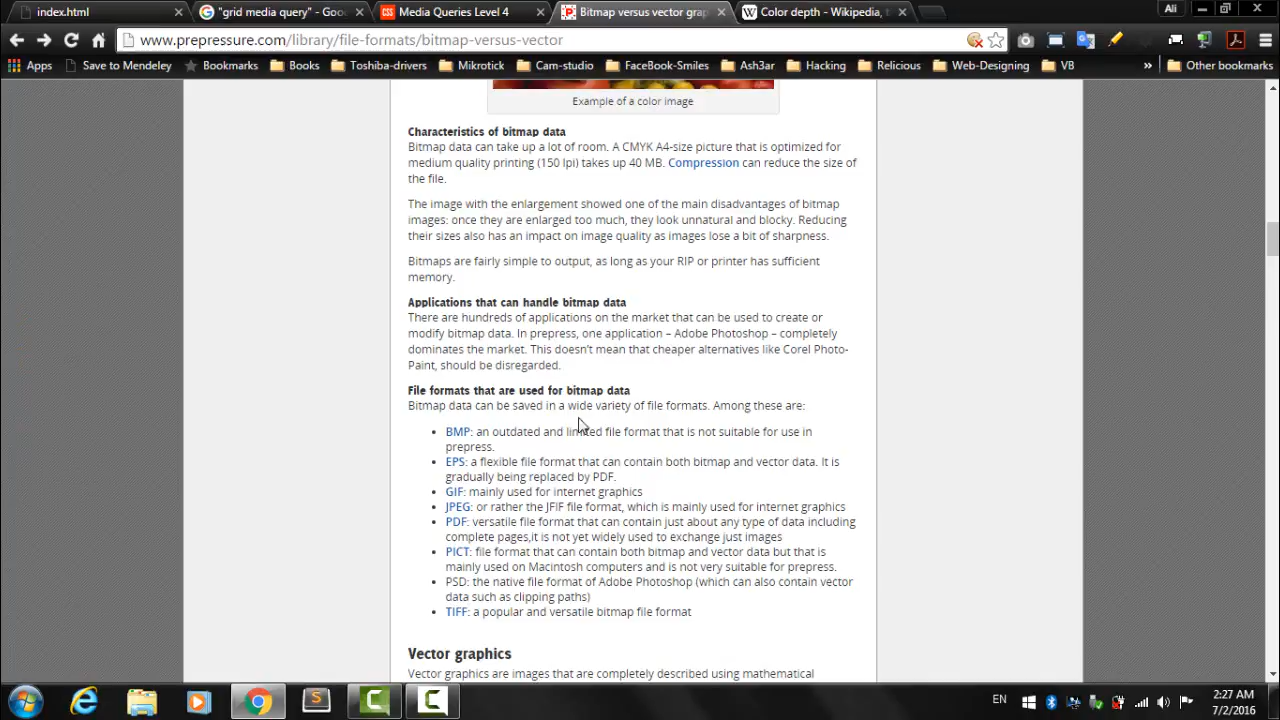 index.html
"grid media query" - Goo
Media Queries Level 4
Bitmap versus vector grap
Color depth - Wikipedia, t
Ali
www.prepressure.com/library/file-formats/bitmap-versus-vector
Apps
Save to Mendeley
Bookmarks
Books
Toshiba-drivers
Mikrotick
Cam-studio
FaceBook-Smiles
Ash3ar
Hacking
Relicious
Web-Designing
VB
»
Other bookmarks
Example of a color image
Characteristics of bitmap data
Bitmap data can take up a lot of room. A CMYK A4-size picture that is optimized for
medium quality printing (150 lpi) takes up 40 MB. Compression can reduce the size of
the file.
The image with the enlargement showed one of the main disadvantages of bitmap
images: once they are enlarged too much, they look unnatural and blocky. Reducing
their sizes also has an impact on image quality as images lose a bit of sharpness.
Bitmaps are fairly simple to output, as long as your RIP or printer has sufficient
memory.
Applications that can handle bitmap data
There are hundreds of applications on the market that can be used to create or
modify bitmap data. In prepress, one application – Adobe Photoshop – completely
dominates the market. This doesn't mean that cheaper alternatives like Corel Photo-
Paint, should be disregarded.
File formats that are used for bitmap data
Bitmap data can be saved in a wide variety of file formats. Among these are:
• BMP: an outdated and limited file format that is not suitable for use in
prepress.
• EPS: a flexible file format that can contain both bitmap and vector data. It is
gradually being replaced by PDF.
• GIF: mainly used for internet graphics
• JPEG: or rather the JFIF file format, which is mainly used for internet graphics
• PDF: versatile file format that can contain just about any type of data including
complete pages,it is not yet widely used to exchange just images
• PICT: file format that can contain both bitmap and vector data but that is
mainly used on Macintosh computers and is not very suitable for prepress.
• PSD: the native file format of Adobe Photoshop (which can also contain vector
data such as clipping paths)
• TIFF: a popular and versatile bitmap file format
Vector graphics
Vector graphics are images that are completely described using mathematical
EN
2:27 AM
7/2/2016